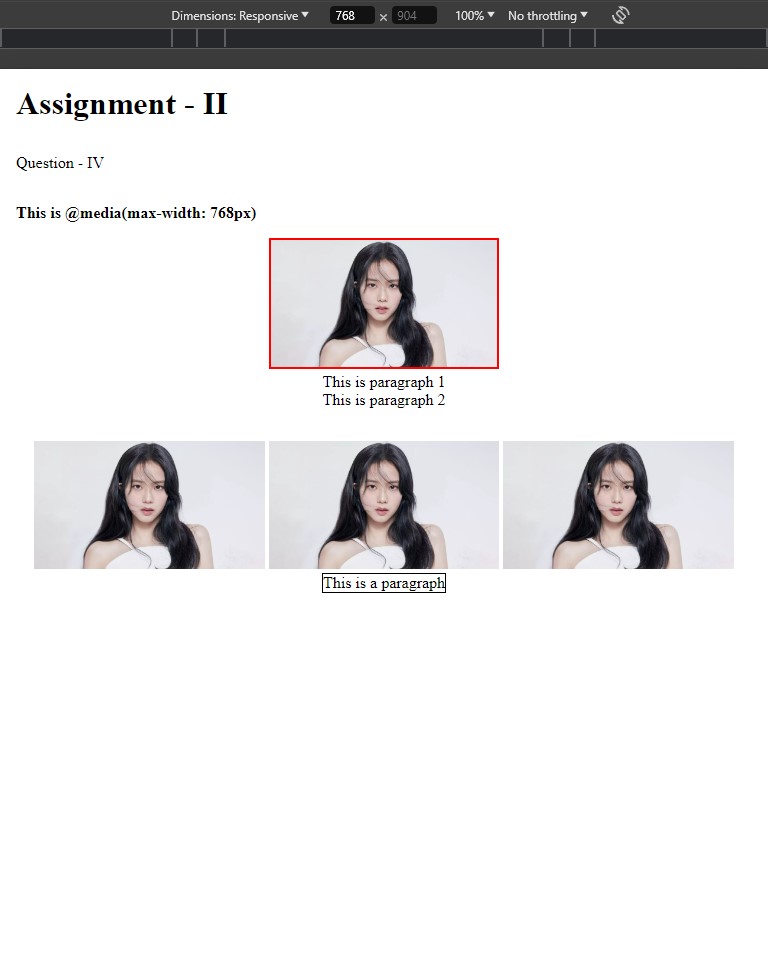 Dimensions: Responsive ▼ 768 × 904 100% ▼ No throttling ▼
Assignment - II
Question - IV
This is @media(max-width: 768px)
This is paragraph 1
This is paragraph 2
This is a paragraph